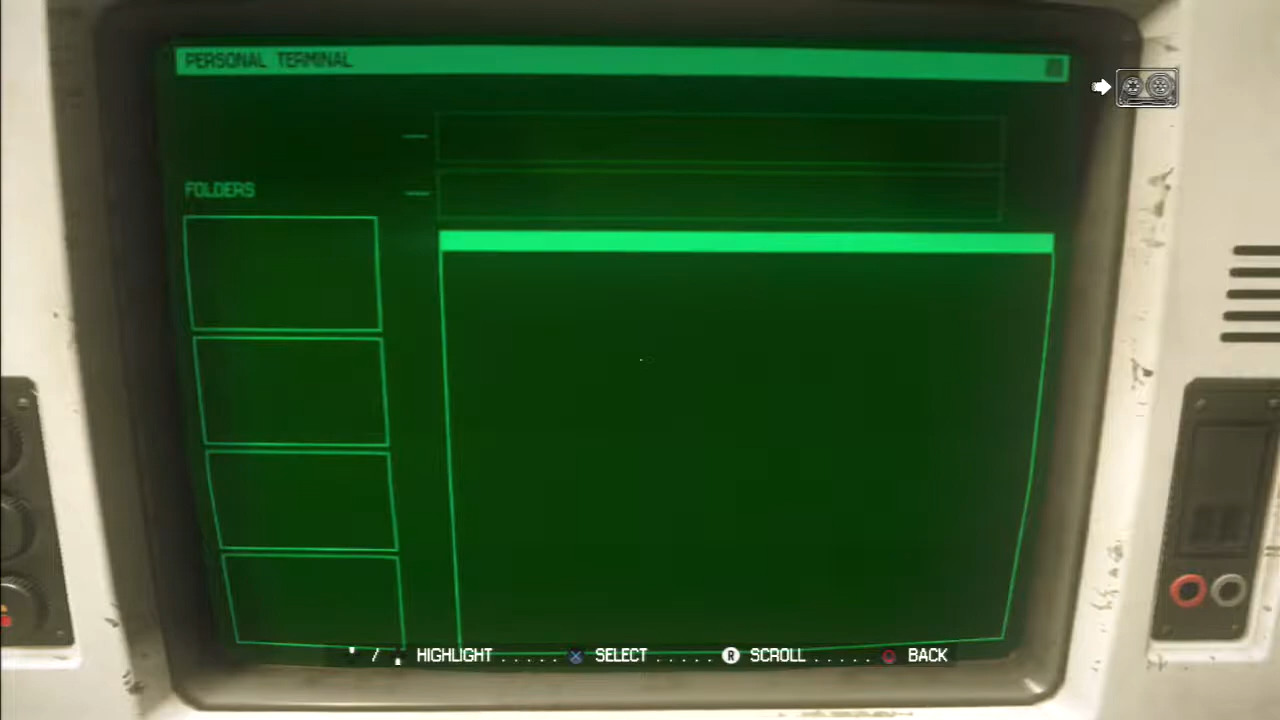 PERSONAL TERMINAL
FOLDERS
/ HIGHLIGHT ..... SELECT ..... R SCROLL ...... BACK